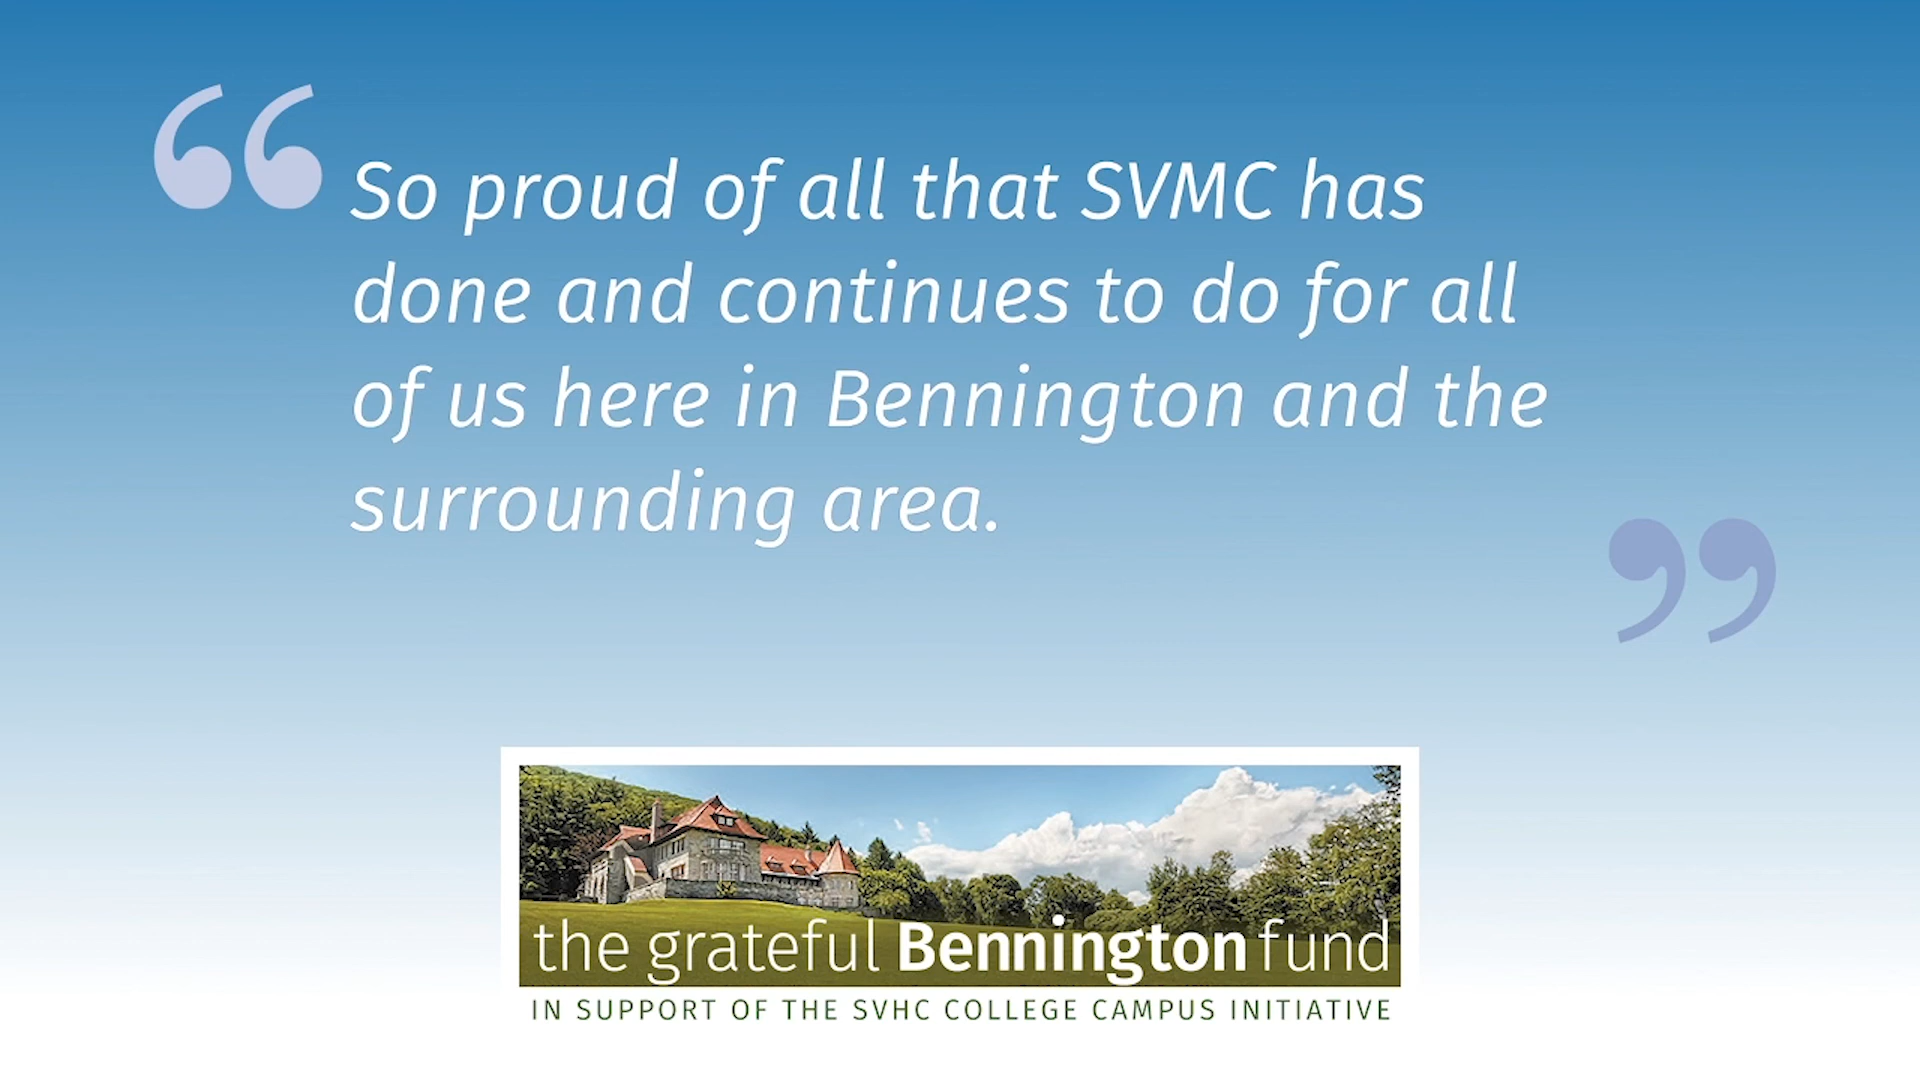 “So proud of all that SVMC has
done and continues to do for all
of us here in Bennington and the
surrounding area.”
the grateful Bennington fund
IN SUPPORT OF THE SVHC COLLEGE CAMPUS INITIATIVE